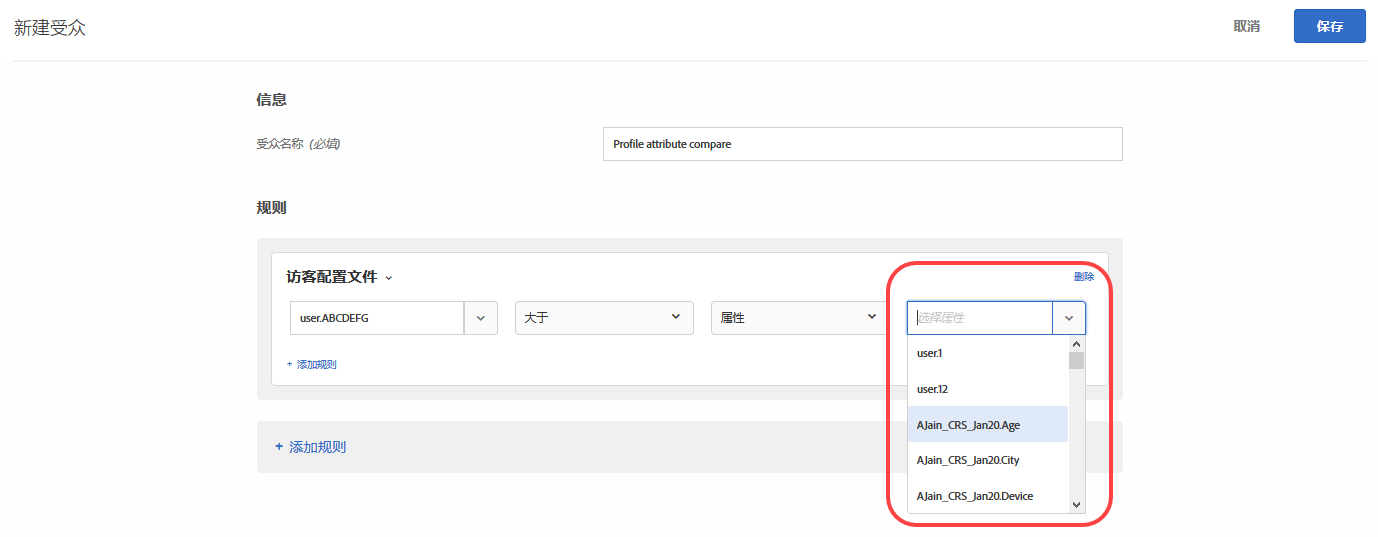 新建受众
取消
保存
信息
受众名称 (必填)
Profile attribute compare
规则
访客配置文件
删除
user.ABCDEFG
大于
属性
选择属性
user.1
user.12
AJain_CRS_Jan20.Age
AJain_CRS_Jan20.City
AJain_CRS_Jan20.Device
+ 添加规则
+ 添加规则